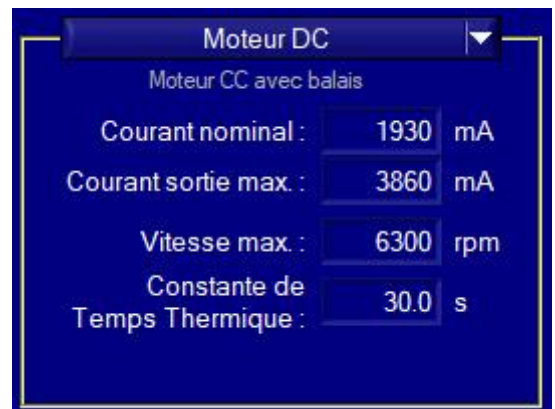 Moteur DC
Moteur CC avec balais
Courant nominal : 1930 mA
Courant sortie max. : 3860 mA
Vitesse max. : 6300 rpm
Constante de
Temps Thermique : 30.0 s